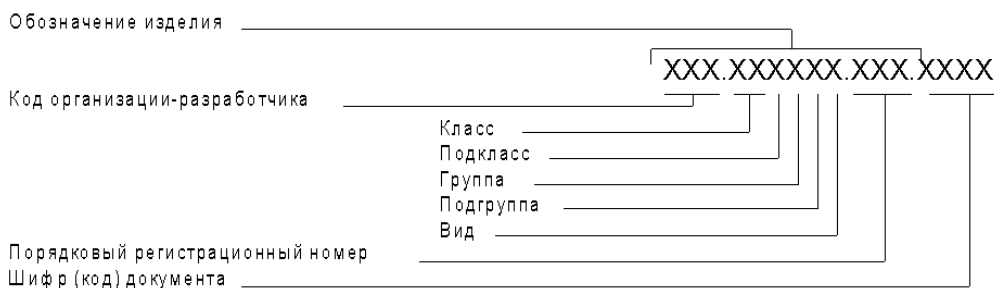 Обозначение изделия
XXX.XXXXXX.XXX.XXXX
Код организации-разработчика
Класс
Подкласс
Группа
Подгруппа
Вид
Порядковый регистрационный номер
Шифр (код) документа